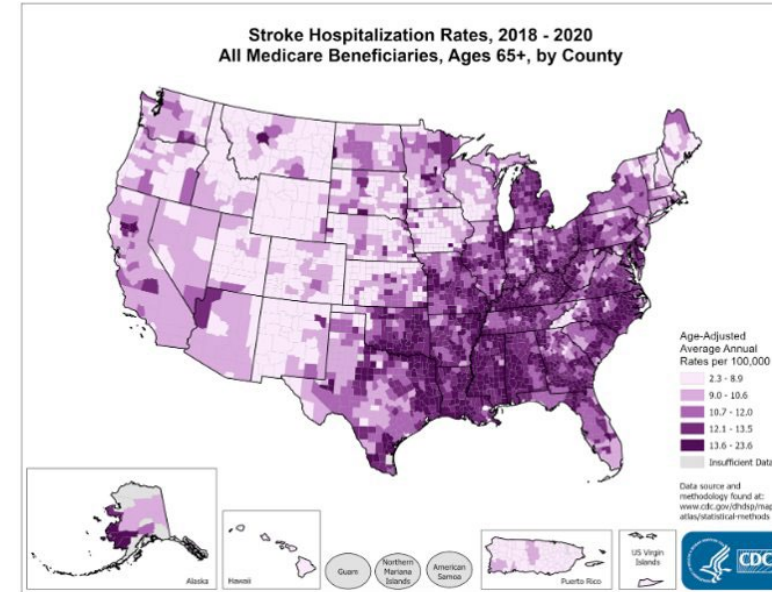 Stroke Hospitalization Rates, 2018 - 2020
All Medicare Beneficiaries, Ages 65+, by County
Age-Adjusted
Average Annual
Rates per 100,000
2.3 - 8.9
9.0 - 10.6
10.7 - 12.0
12.1 - 13.5
13.6 - 23.6
Insufficient Data
Data source and
methodology found at:
www.cdc.gov/dhdsp/map
atlas/statistical-methods
Alaska
Hawaii
Guam
Northern
Mariana
Islands
American
Samoa
Puerto Rico
US Virgin
Islands
CDC